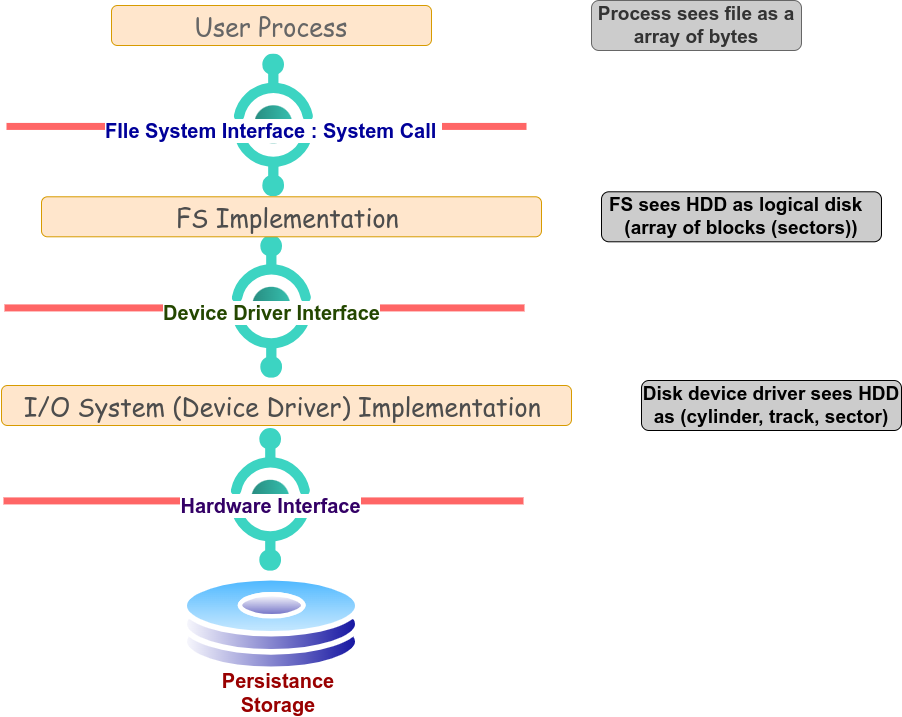 User Process
Process sees file as a
array of bytes
FIle System Interface : System Call
FS Implementation
FS sees HDD as logical disk
(array of blocks (sectors))
Device Driver Interface
I/O System (Device Driver) Implementation
Disk device driver sees HDD
as (cylinder, track, sector)
Hardware Interface
Persistance
Storage